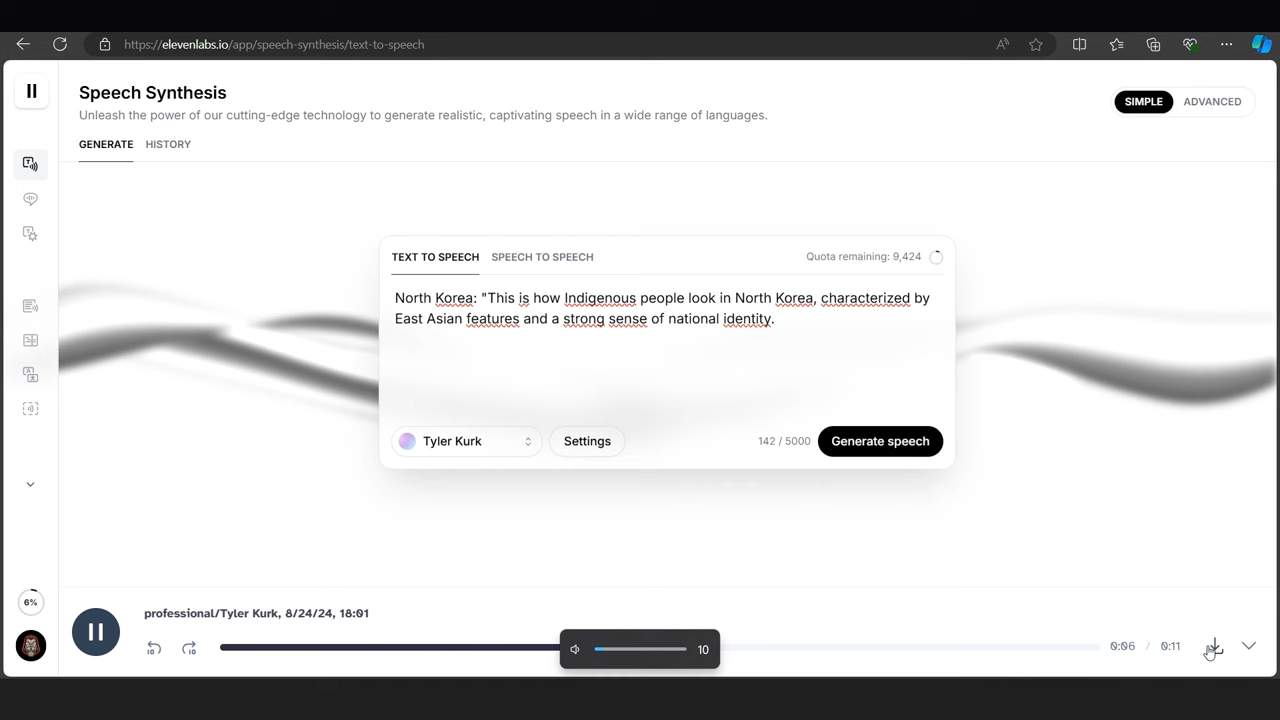 https://elevenlabs.io/app/speech-synthesis/text-to-speech
Speech Synthesis
Unleash the power of our cutting-edge technology to generate realistic, captivating speech in a wide range of languages.
SIMPLE ADVANCED
GENERATE HISTORY
TEXT TO SPEECH SPEECH TO SPEECH Quota remaining: 9,424
North Korea: "This is how Indigenous people look in North Korea, characterized by
East Asian features and a strong sense of national identity.
Tyler Kurk Settings 142 / 5000 Generate speech
6%
professional/Tyler Kurk, 8/24/24, 18:01
10 10 10 0:06 / 0:11